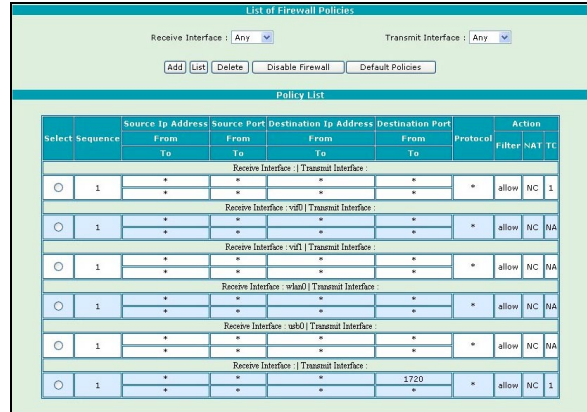 List of Firewall Policies
Receive Interface : Any Transmit Interface : Any
Add List Delete Disable Firewall Default Policies
Policy List
Select Sequence Source Ip Address Source Port Destination Ip Address Destination Port Protocol Action
From From From From Filter NAT TC
To To To To
Receive Interface : | Transmit Interface :
* * * *
1 * allow NC 1
* * * *
Receive Interface : vif0 | Transmit Interface :
* * * *
1 * allow NC NA
* * * *
Receive Interface : vif1 | Transmit Interface :
* * * *
1 * allow NC NA
* * * *
Receive Interface : wlan0 | Transmit Interface :
* * * *
1 * allow NC NA
* * * *
Receive Interface : usb0 | Transmit Interface :
* * * *
1 * allow NC NA
* * * *
Receive Interface : | Transmit Interface :
* * * 1720
1 * allow NC 1
* * * *